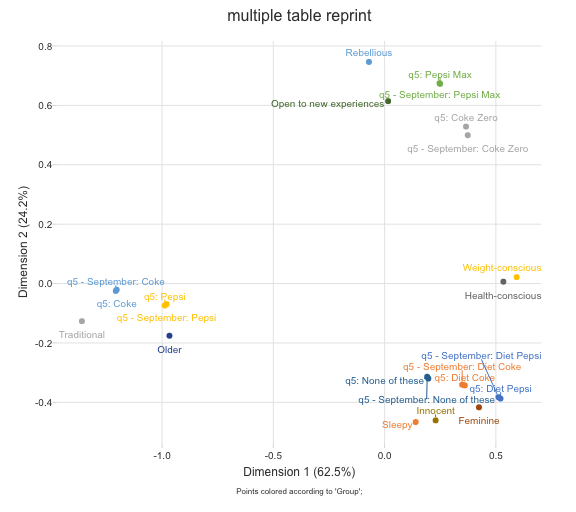 multiple table reprint
0.8
Rebellious
q5: Pepsi Max
q5 - September: Pepsi Max
Open to new experiences
0.6
q5: Coke Zero
q5 - September: Coke Zero
0.4
0.2
Dimension 2 (24.2%)
Weight-conscious
q5 - September: Coke
0.0
q5: Pepsi
Health-conscious
q5: Coke
q5 - September: Pepsi
Traditional
-0.2
Older
q5 - September: Diet Pepsi
q5 - September: Diet Coke
q5: Diet Coke
q5: None of these
q5: Diet Pepsi
q5 - September: None of these
-0.4
Innocent
Sleepy
Feminine
-1.0 -0.5 0.0 0.5
Dimension 1 (62.5%)
Points colored according to 'Group';